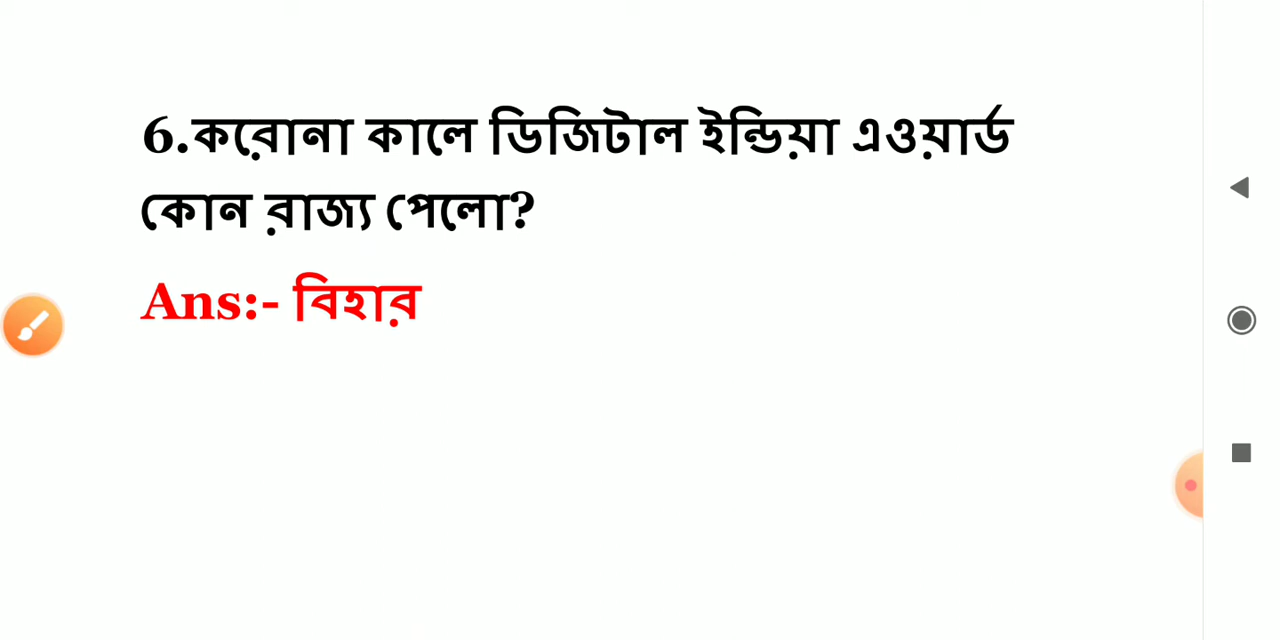 6.করোনা কালে ডিজিটাল ইন্ডিয়া এওয়ার্ড
কোন রাজ্য পেলো?
Ans:- বিহার